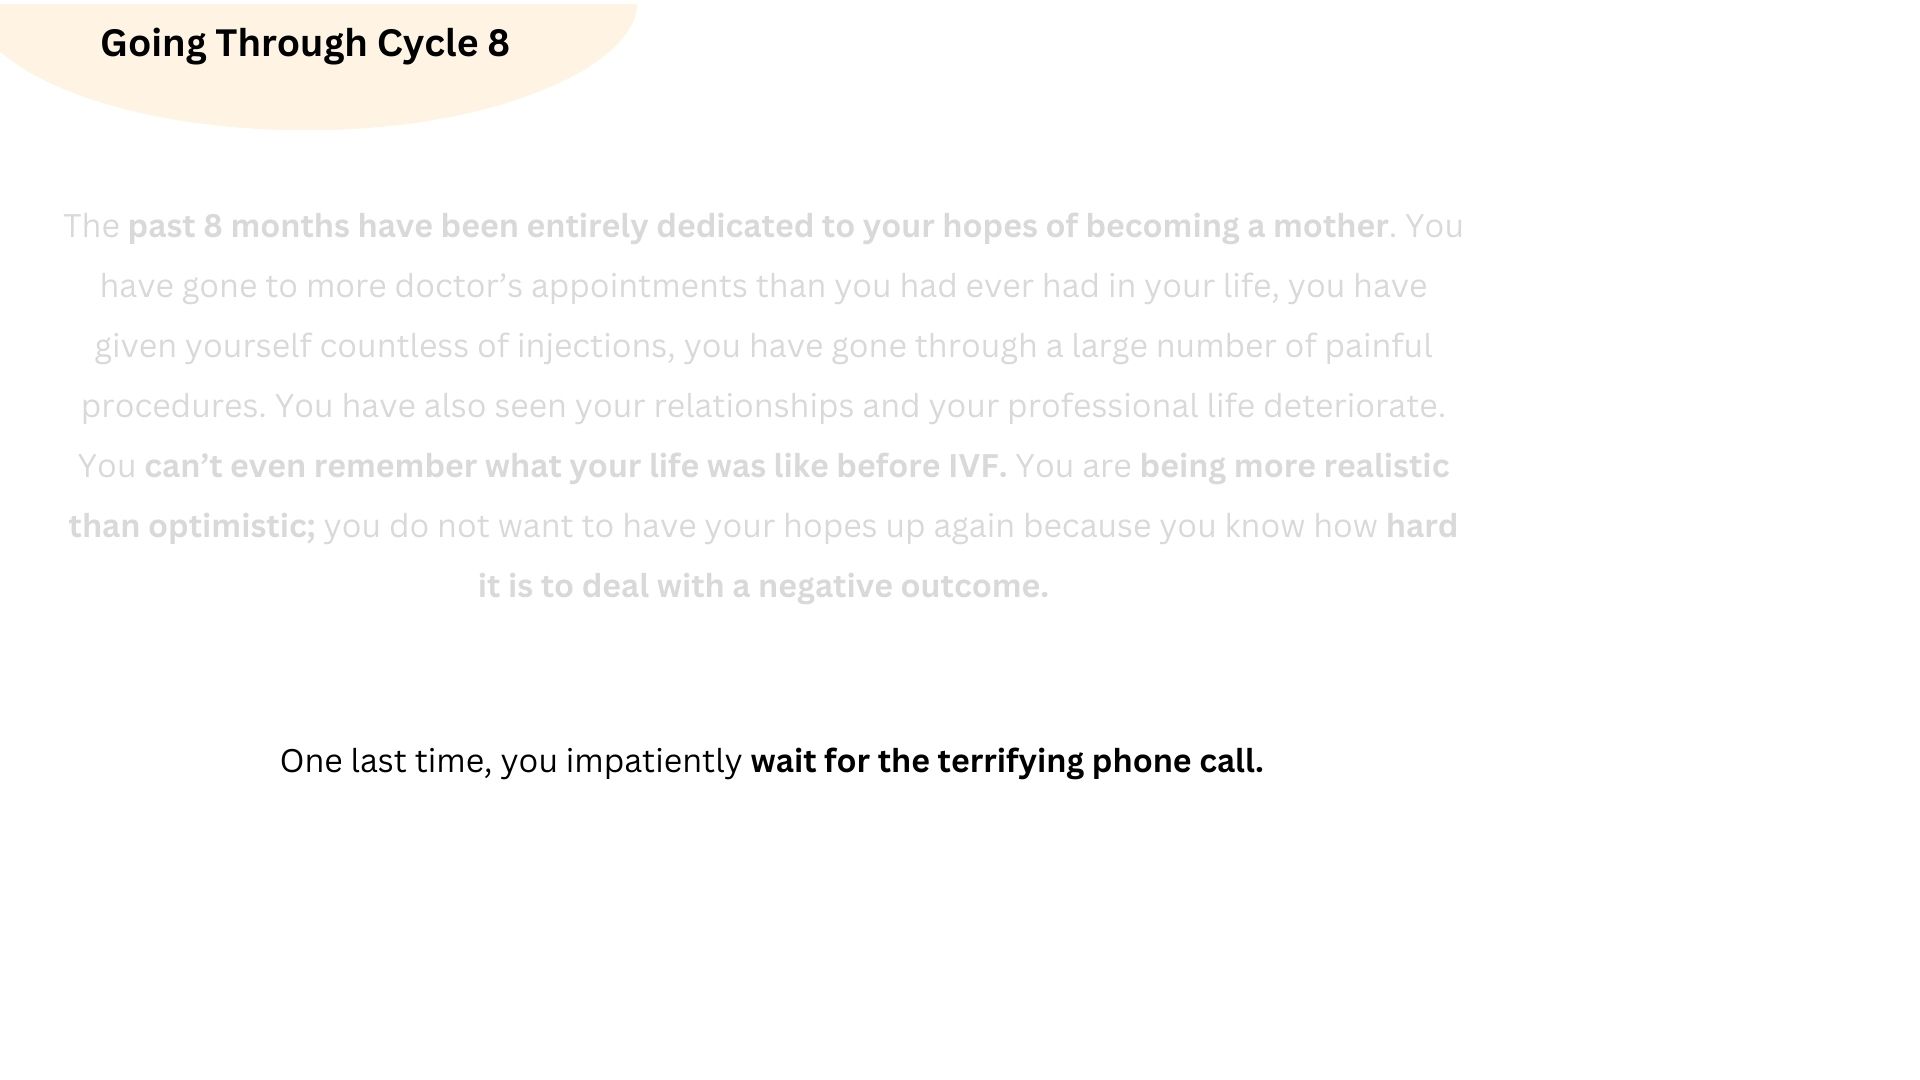 Going Through Cycle 8
The past 8 months have been entirely dedicated to your hopes of becoming a mother. You
have gone to more doctor’s appointments than you had ever had in your life, you have
given yourself countless of injections, you have gone through a large number of painful
procedures. You have also seen your relationships and your professional life deteriorate.
You can’t even remember what your life was like before IVF. You are being more realistic
than optimistic; you do not want to have your hopes up again because you know how hard
it is to deal with a negative outcome.
One last time, you impatiently wait for the terrifying phone call.